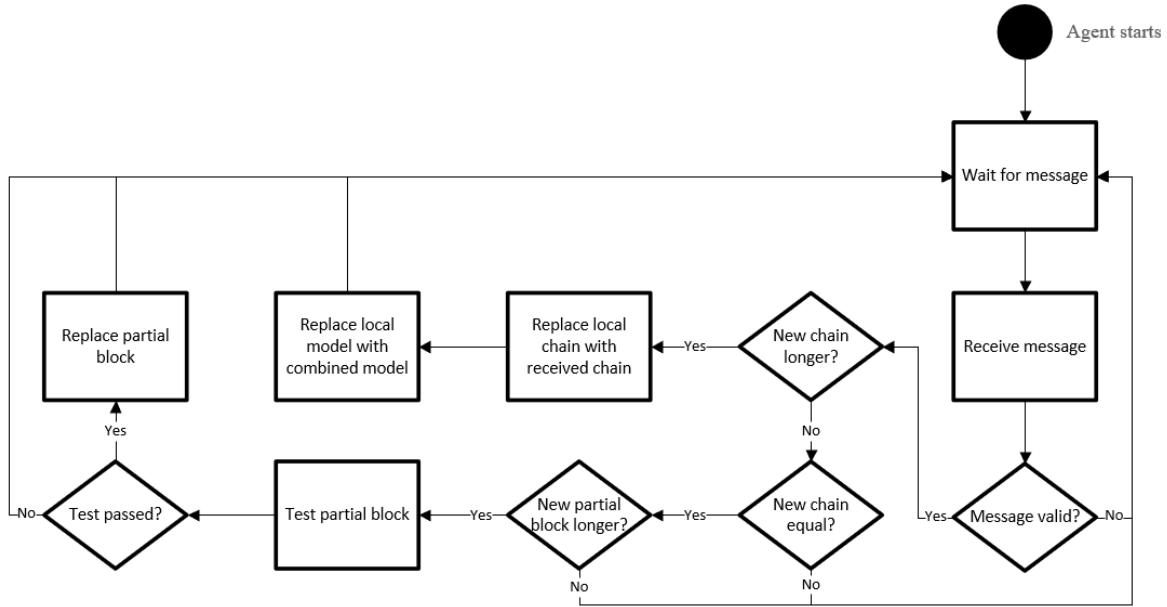 Agent starts
Wait for message
Replace partial
block
Replace local
model with
combined model
Replace local
chain with
received chain
Yes
New chain
longer?
Receive message
Yes
No
No
Test passed?
Test partial block
Yes
New partial
block longer?
Yes
New chain
equal?
Yes
Message valid?
No
No
No